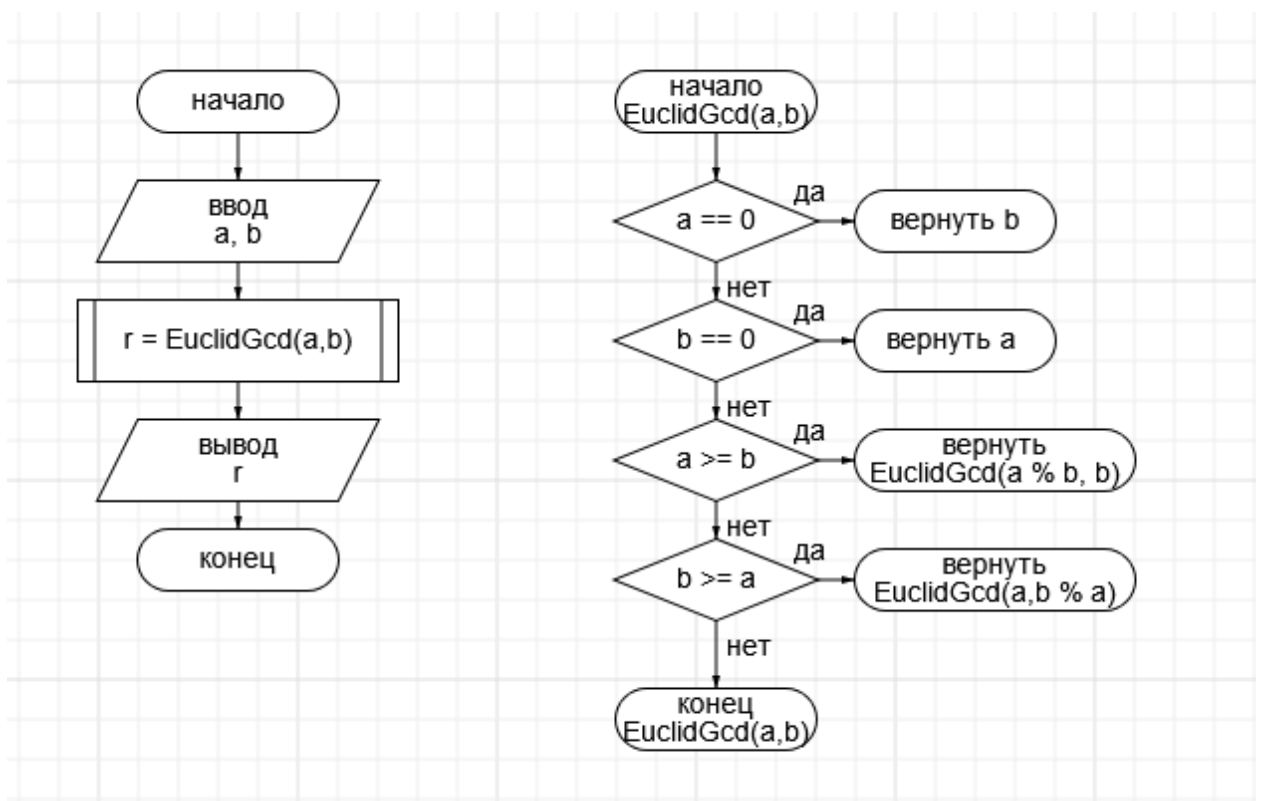 начало
ввод
a, b
r = EuclidGcd(a,b)
вывод
r
конец
начало
EuclidGcd(a,b)
a == 0
да
вернуть b
нет
b == 0
да
вернуть a
нет
a >= b
да
вернуть
EuclidGcd(a % b, b)
нет
b >= a
да
вернуть
EuclidGcd(a,b % a)
нет
конец
EuclidGcd(a,b)